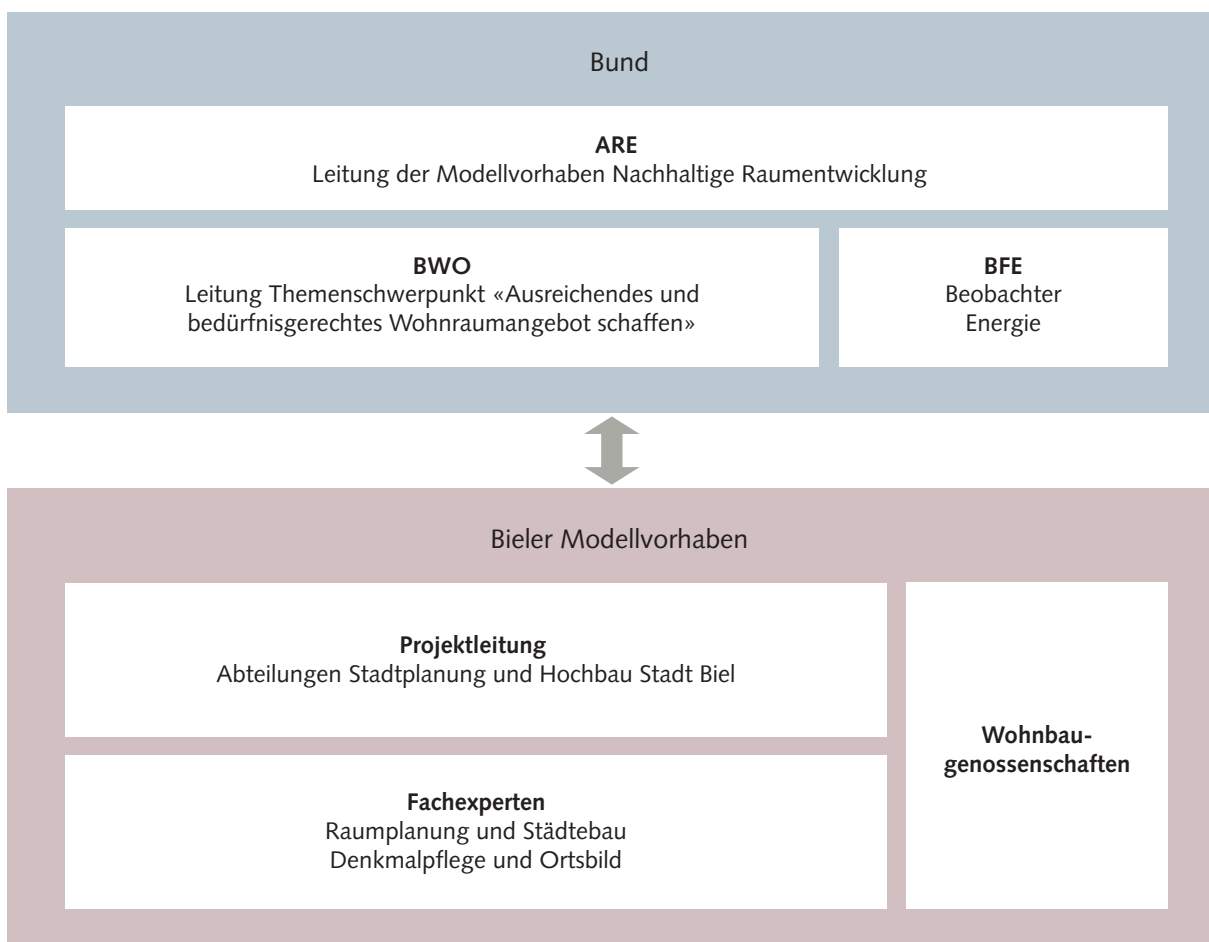 Bund
ARE
Leitung der Modellvorhaben Nachhaltige Raumentwicklung
BWO
Leitung Themenschwerpunkt «Ausreichendes und
bedürfnisgerechtes Wohnraumangebot schaffen»
BFE
Beobachter
Energie
Bieler Modellvorhaben
Projektleitung
Abteilungen Stadtplanung und Hochbau Stadt Biel
Fachexperten
Raumplanung und Städtebau
Denkmalpflege und Ortsbild
Wohnbau-
genossenschaften